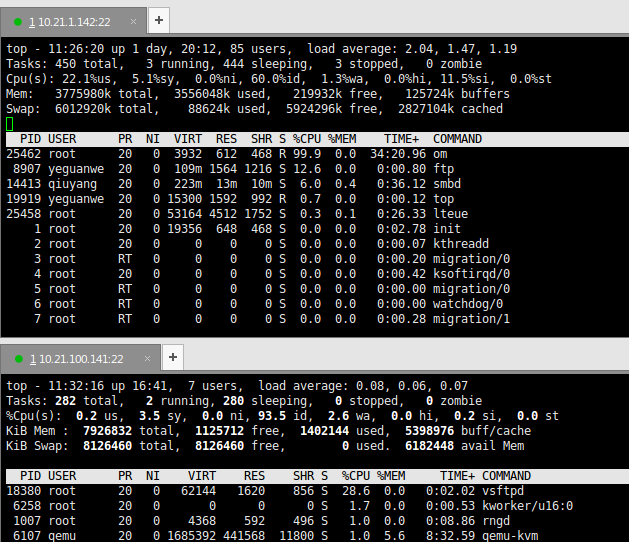 1 10.21.1.142:22 × +
top - 11:26:20 up 1 day, 20:12, 85 users,  load average: 2.04, 1.47, 1.19
Tasks: 450 total,   3 running, 444 sleeping,   3 stopped,   0 zombie
Cpu(s): 22.1%us,  5.1%sy,  0.0%ni, 60.0%id,  1.3%wa,  0.0%hi, 11.5%si,  0.0%st
Mem:   3775980k total,  3556048k used,   219932k free,   125724k buffers
Swap:  6012920k total,    88624k used,  5924296k free,  2827104k cached
PID USER      PR  NI  VIRT  RES  SHR S %CPU %MEM    TIME+  COMMAND
25462 root      20   0  3932  612  468 R 99.9  0.0  34:20.96 om
8907 yeguanwe  20   0  109m 1564 1216 S 12.6  0.0   0:00.80 ftp
14413 qiuyang   20   0  223m  13m  10m S  6.0  0.4   0:36.12 smbd
19919 yeguanwe  20   0 15300 1592  992 R  0.7  0.0   0:00.12 top
25458 root      20   0 53164 4512 1752 S  0.3  0.1   0:26.33 lteue
1 root      20   0 19356  648  468 S  0.0  0.0   0:02.78 init
2 root      20   0     0    0    0 S  0.0  0.0   0:00.07 kthreadd
3 root      RT   0     0    0    0 S  0.0  0.0   0:00.20 migration/0
4 root      20   0     0    0    0 S  0.0  0.0   0:00.42 ksoftirqd/0
5 root      RT   0     0    0    0 S  0.0  0.0   0:00.00 migration/0
6 root      RT   0     0    0    0 S  0.0  0.0   0:00.00 watchdog/0
7 root      RT   0     0    0    0 S  0.0  0.0   0:00.28 migration/1
1 10.21.100.141:22 × +
top - 11:32:16 up 16:41,  7 users,  load average: 0.08, 0.06, 0.07
Tasks: 282 total,   2 running, 280 sleeping,   0 stopped,   0 zombie
%Cpu(s):  0.2 us,  3.5 sy,  0.0 ni, 93.5 id,  2.6 wa,  0.0 hi,  0.2 si,  0.0 st
KiB Mem :  7926832 total,  1125712 free,  1402144 used,  5398976 buff/cache
KiB Swap:  8126460 total,  8126460 free,        0 used.  6182448 avail Mem
PID USER      PR  NI    VIRT    RES    SHR S  %CPU %MEM     TIME+ COMMAND
18380 root      20   0   62144   1620    856 S  28.6  0.0   0:02.02 vsftpd
6258 root      20   0       0      0      0 S   1.7  0.0   0:00.53 kworker/u16:0
1007 root      20   0    4368    592    496 S   1.0  0.0   0:08.86 rngd
6107 qemu      20   0 1685392 441568  11800 S   1.0  5.6   8:32.59 qemu-kvm